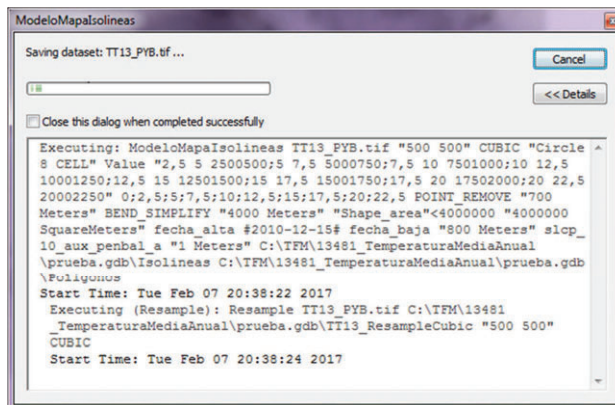 ModeloMapaIsolineas
Saving dataset: TT13_PYB.tif ...
Cancel
<< Details
Close this dialog when completed successfully
Executing: ModeloMapaIsolineas TT13_PYB.tif "500 500" CUBIC "Circle
8 CELL" Value "2,5 5 2500500;5 7,5 5000750;7,5 10 7501000;10 12,5
10001250;12,5 15 12501500;15 17,5 15001750;17,5 20 17502000;20 22,5
20002250" 0;2,5;5;7,5;10;12,5;15;17,5;20;22,5 POINT_REMOVE "700
Meters" BEND_SIMPLIFY "4000 Meters" "Shape_area"<4000000 "4000000
SquareMeters" fecha_alta #2010-12-15# fecha_baja "800 Meters" slcp_
10_aux_penbal_a "1 Meters" C:\TFM\13481_TemperaturaMediaAnual
\prueba.gdb\Isolineas C:\TFM\13481_TemperaturaMediaAnual\prueba.gdb
\Poligonos
Start Time: Tue Feb 07 20:38:22 2017
Executing (Resample): Resample TT13_PYB.tif C:\TFM\13481
_TemperaturaMediaAnual\prueba.gdb\TT13_ResampleCubic "500 500"
CUBIC
Start Time: Tue Feb 07 20:38:24 2017